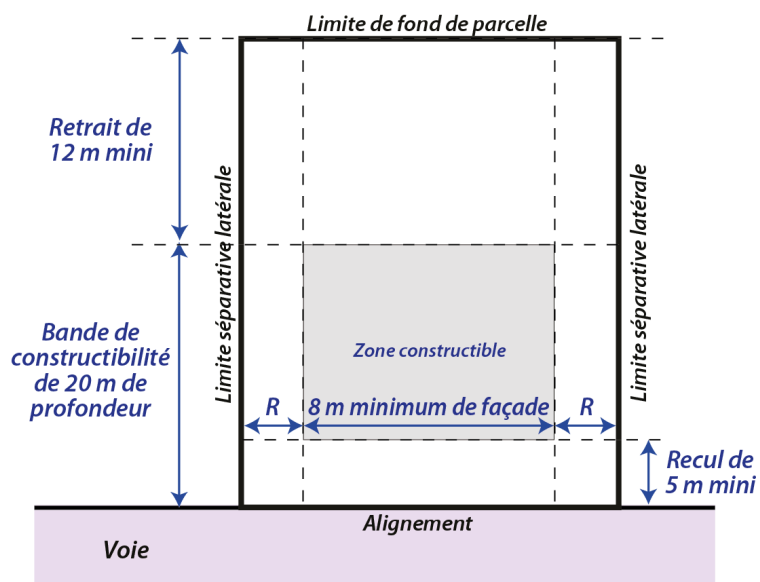 Limite de fond de parcelle
Retrait de
12 m mini
Limite séparative latérale
Limite séparative latérale
Bande de
constructibilité
de 20 m de
profondeur
Zone constructible
R
8 m minimum de façade
R
Recul de
5 m mini
Alignement
Voie